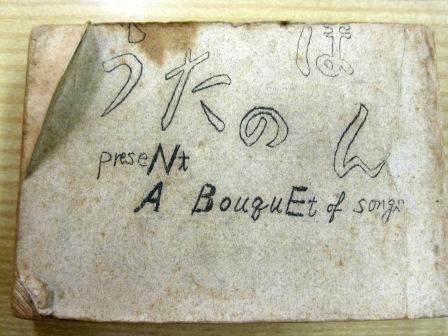 うたのほん
preseNt
A BouquEt of songs